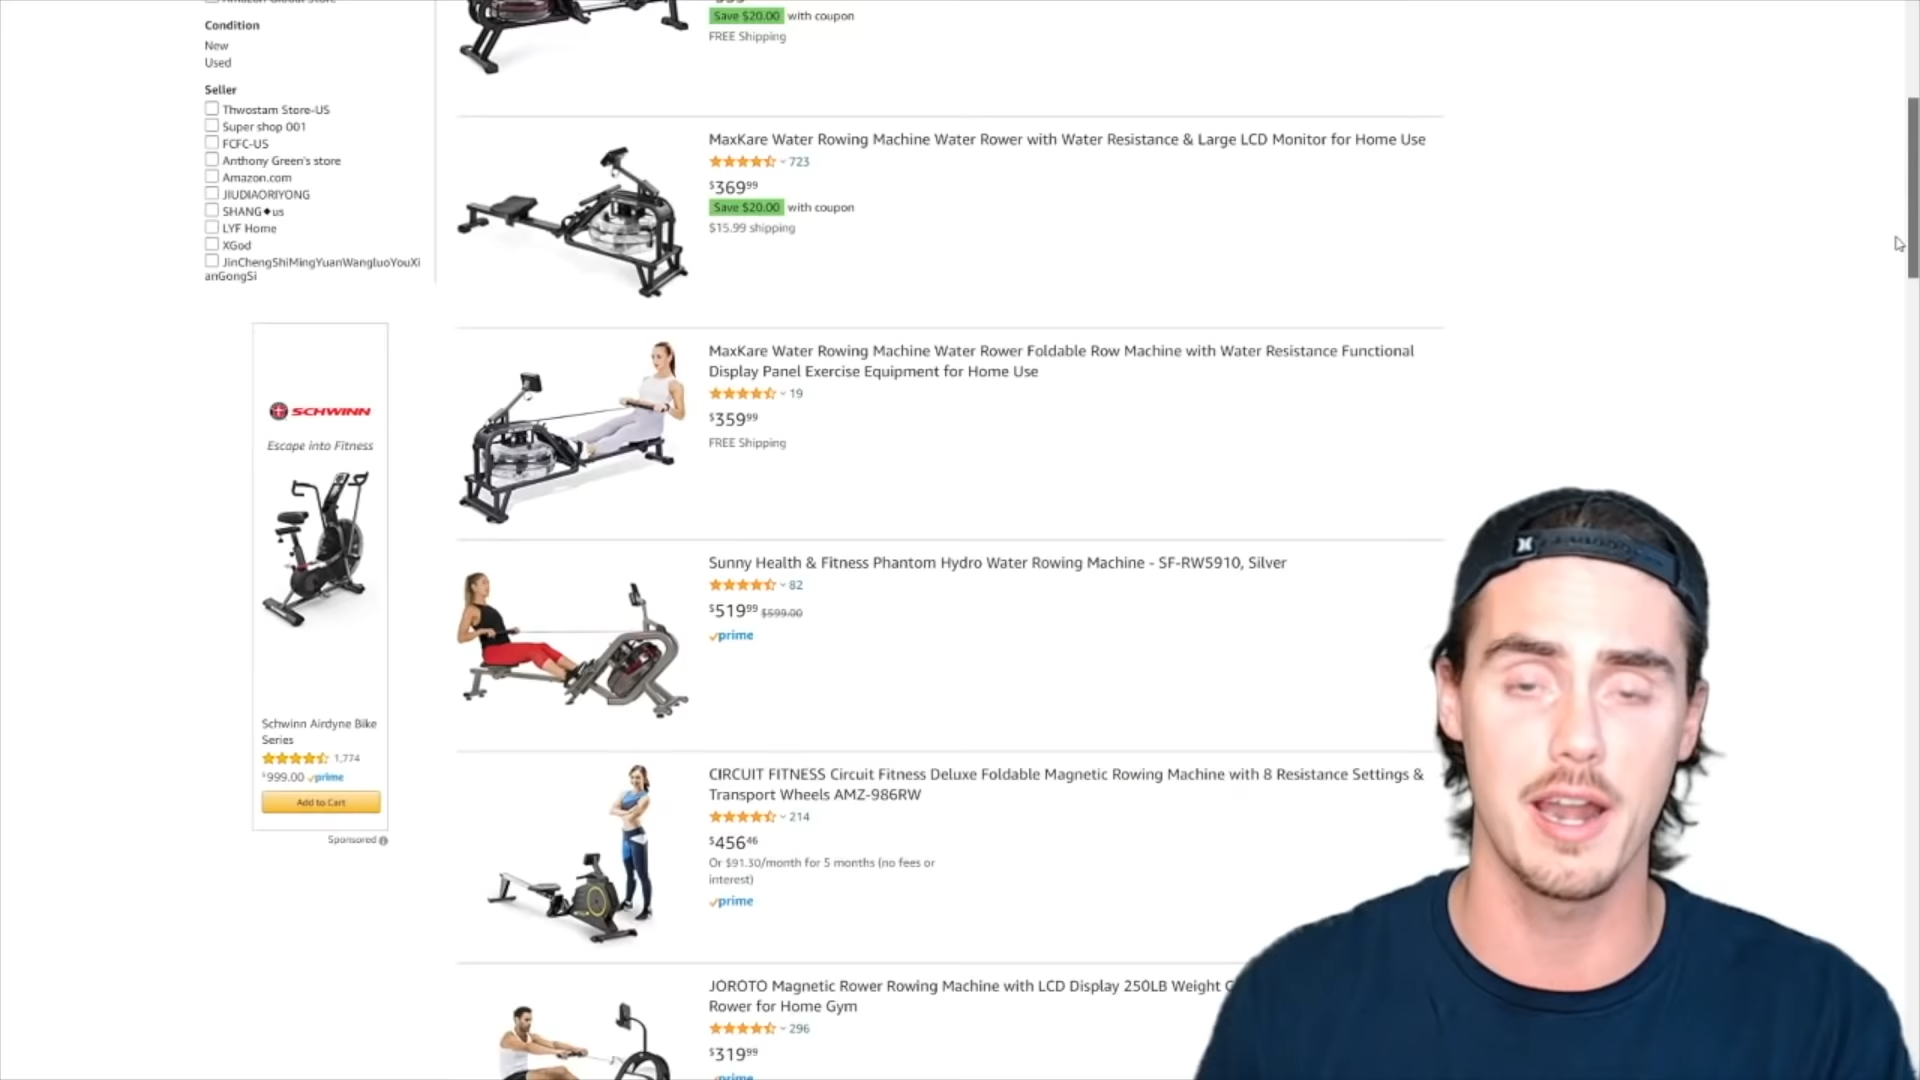 Amazon Global Store
Condition
New
Used
Seller
Thwostam Store-US
Super shop 001
FCFC-US
Anthony Green's store
Amazon.com
JIUDIAORIYONG
SHANG◆us
LYF Home
XGod
JinChengShiMingYuanWangluoYouXi
anGongSi
SCHWINN
Escape into Fitness
Schwinn Airdyne Bike
Series
1,774
$999.00 prime
Add to Cart
Sponsored
Save $20.00 with coupon
FREE Shipping
MaxKare Water Rowing Machine Water Rower with Water Resistance & Large LCD Monitor for Home Use
723
$369.99
Save $20.00 with coupon
$15.99 shipping
MaxKare Water Rowing Machine Water Rower Foldable Row Machine with Water Resistance Functional
Display Panel Exercise Equipment for Home Use
19
$359.99
FREE Shipping
Sunny Health & Fitness Phantom Hydro Water Rowing Machine - SF-RW5910, Silver
82
$519.99 $599.00
prime
CIRCUIT FITNESS Circuit Fitness Deluxe Foldable Magnetic Rowing Machine with 8 Resistance Settings &
Transport Wheels AMZ-986RW
214
$456.46
Or $91.30/month for 5 months (no fees or
interest)
prime
JOROTO Magnetic Rower Rowing Machine with LCD Display 250LB Weight
Rower for Home Gym
296
$319.99
prime